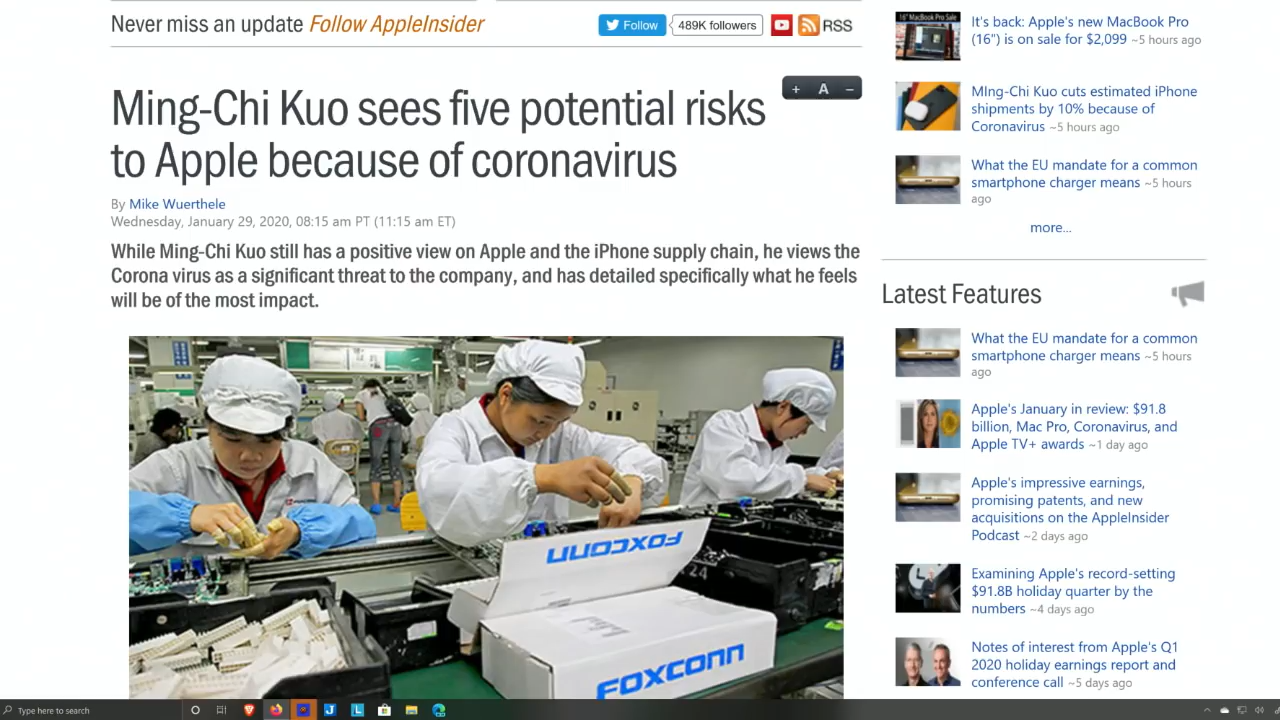 Never miss an update Follow AppleInsider
Follow
489K followers
RSS
Ming-Chi Kuo sees five potential risks
to Apple because of coronavirus
+ A −
By Mike Wuerthele
Wednesday, January 29, 2020, 08:15 am PT (11:15 am ET)
While Ming-Chi Kuo still has a positive view on Apple and the iPhone supply chain, he views the
Corona virus as a significant threat to the company, and has detailed specifically what he feels
will be of the most impact.
FOXCONN
24
FOXCONN
16" MacBook Pro Sale
It's back: Apple's new MacBook Pro
(16") is on sale for $2,099 ~5 hours ago
MIng-Chi Kuo cuts estimated iPhone
shipments by 10% because of
Coronavirus ~5 hours ago
What the EU mandate for a common
smartphone charger means ~5 hours
ago
more...
Latest Features
What the EU mandate for a common
smartphone charger means ~5 hours
ago
Apple's January in review: $91.8
billion, Mac Pro, Coronavirus, and
Apple TV+ awards ~1 day ago
Apple's impressive earnings,
promising patents, and new
acquisitions on the AppleInsider
Podcast ~2 days ago
Examining Apple's record-setting
$91.8B holiday quarter by the
numbers ~4 days ago
Notes of interest from Apple's Q1
2020 holiday earnings report and
conference call ~5 days ago
Type here to search